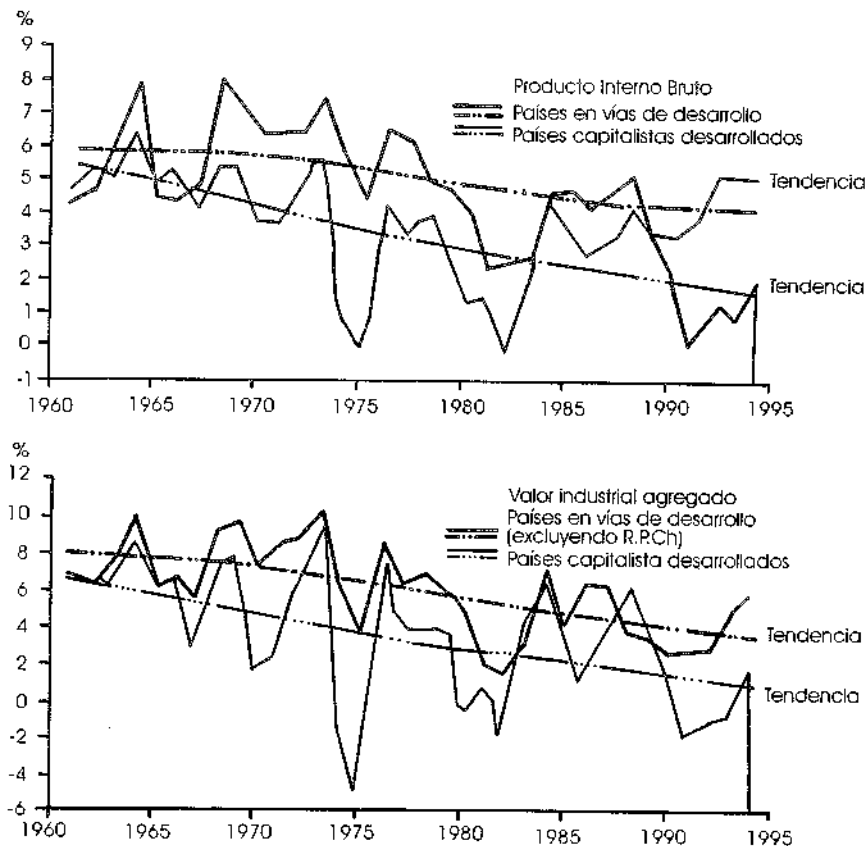 %
9
8
7
6
5
4
3
2
1
0
-1
Producto Interno Bruto
Países en vías de desarrollo
Países capitalistas desarrollados
Tendencia
Tendencia
1960 1965 1970 1975 1980 1985 1990 1995
%
12
10
8
6
4
2
0
-2
-4
-6
Valor industrial agregado
Países en vías de desarrollo
(excluyendo R.P.Ch)
Países capitalista desarrollados
Tendencia
Tendencia
1960 1965 1970 1975 1980 1985 1990 1995